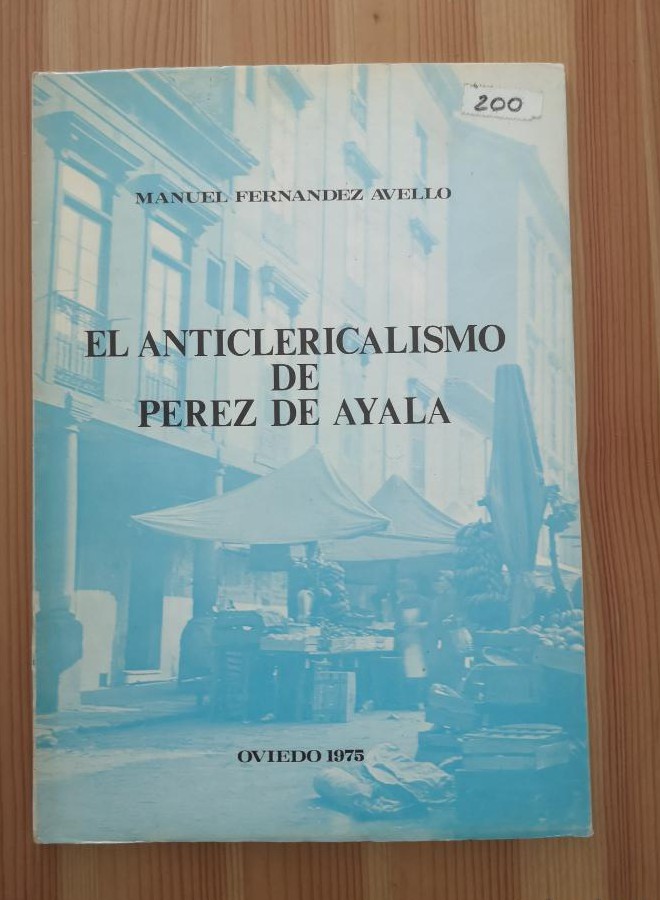 200
MANUEL FERNANDEZ AVELLO
EL ANTICLERICALISMO
DE
PEREZ DE AYALA
OVIEDO 1975